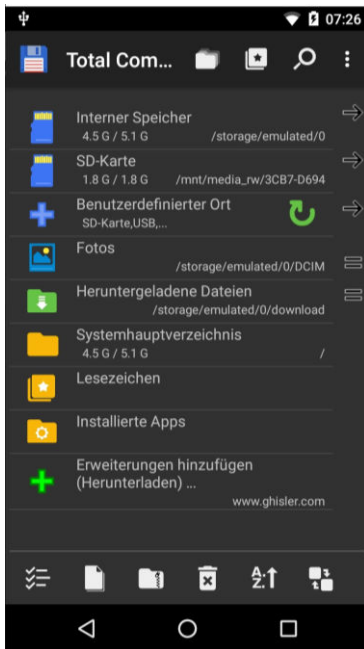 07:26
Total Com...
Interner Speicher
4.5 G / 5.1 G /storage/emulated/0
SD-Karte
1.8 G / 1.8 G /mnt/media_rw/3CB7-D694
Benutzerdefinierter Ort
SD-Karte,USB,...
Fotos
/storage/emulated/0/DCIM
Heruntergeladene Dateien
/storage/emulated/0/download
Systemhauptverzeichnis
4.5 G / 5.1 G /
Lesezeichen
Installierte Apps
Erweiterungen hinzufügen
(Herunterladen) ...
www.ghisler.com
A
Z